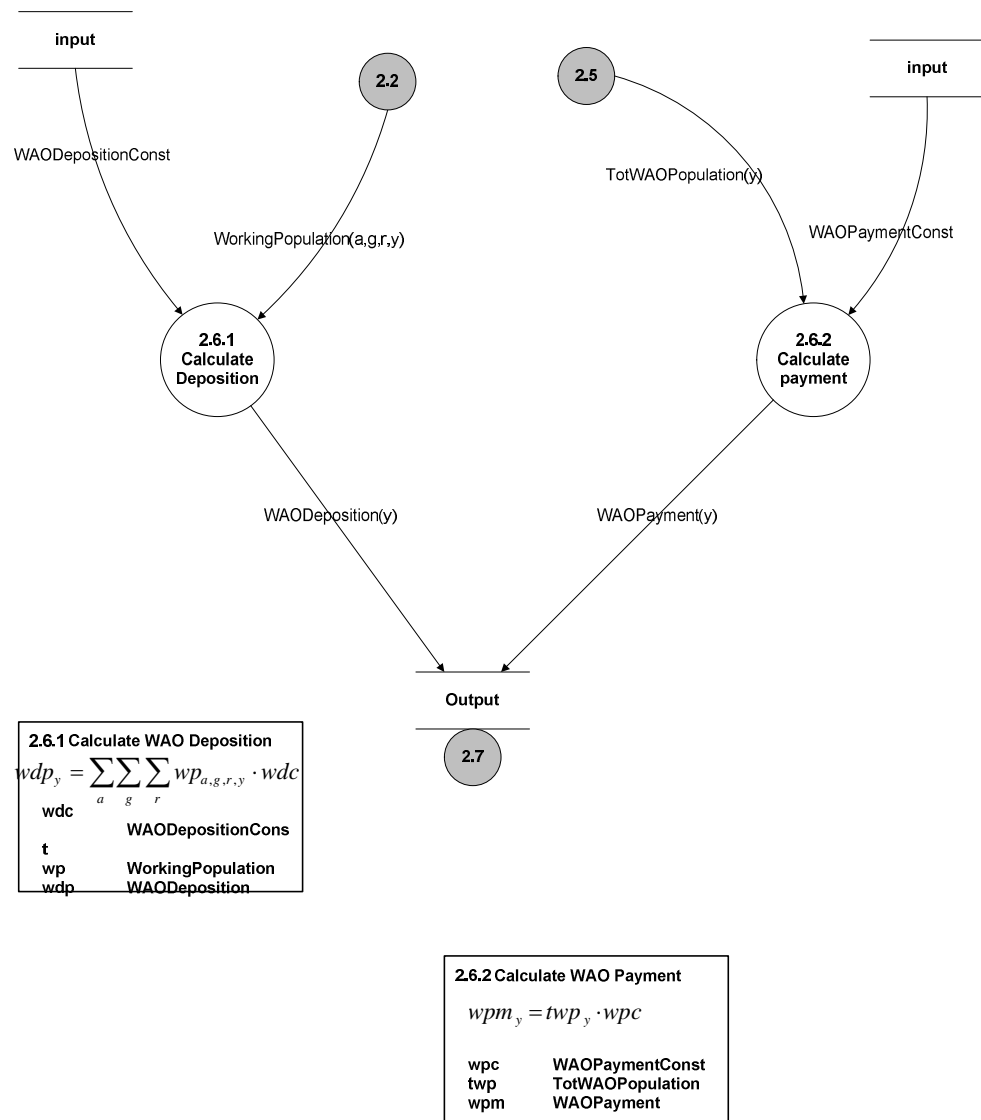 input
2.2
2.5
input
WAODepositionConst
TotWAOPopulation(y)
WorkingPopulation(a,g,r,y)
WAOPaymentConst
2.6.1
Calculate
Deposition
2.6.2
Calculate
payment
WAODeposition(y)
WAOPayment(y)
Output
2.7
2.6.1 Calculate WAO Deposition
wdp_y = ∑_a ∑_g ∑_r wp_{a,g,r,y} · wdc
wdc
WAODepositionCons
t
wp WorkingPopulation
wdp WAODeposition
2.6.2 Calculate WAO Payment
wpm_y = twp_y · wpc
wpc WAOPaymentConst
twp TotWAOPopulation
wpm WAOPayment